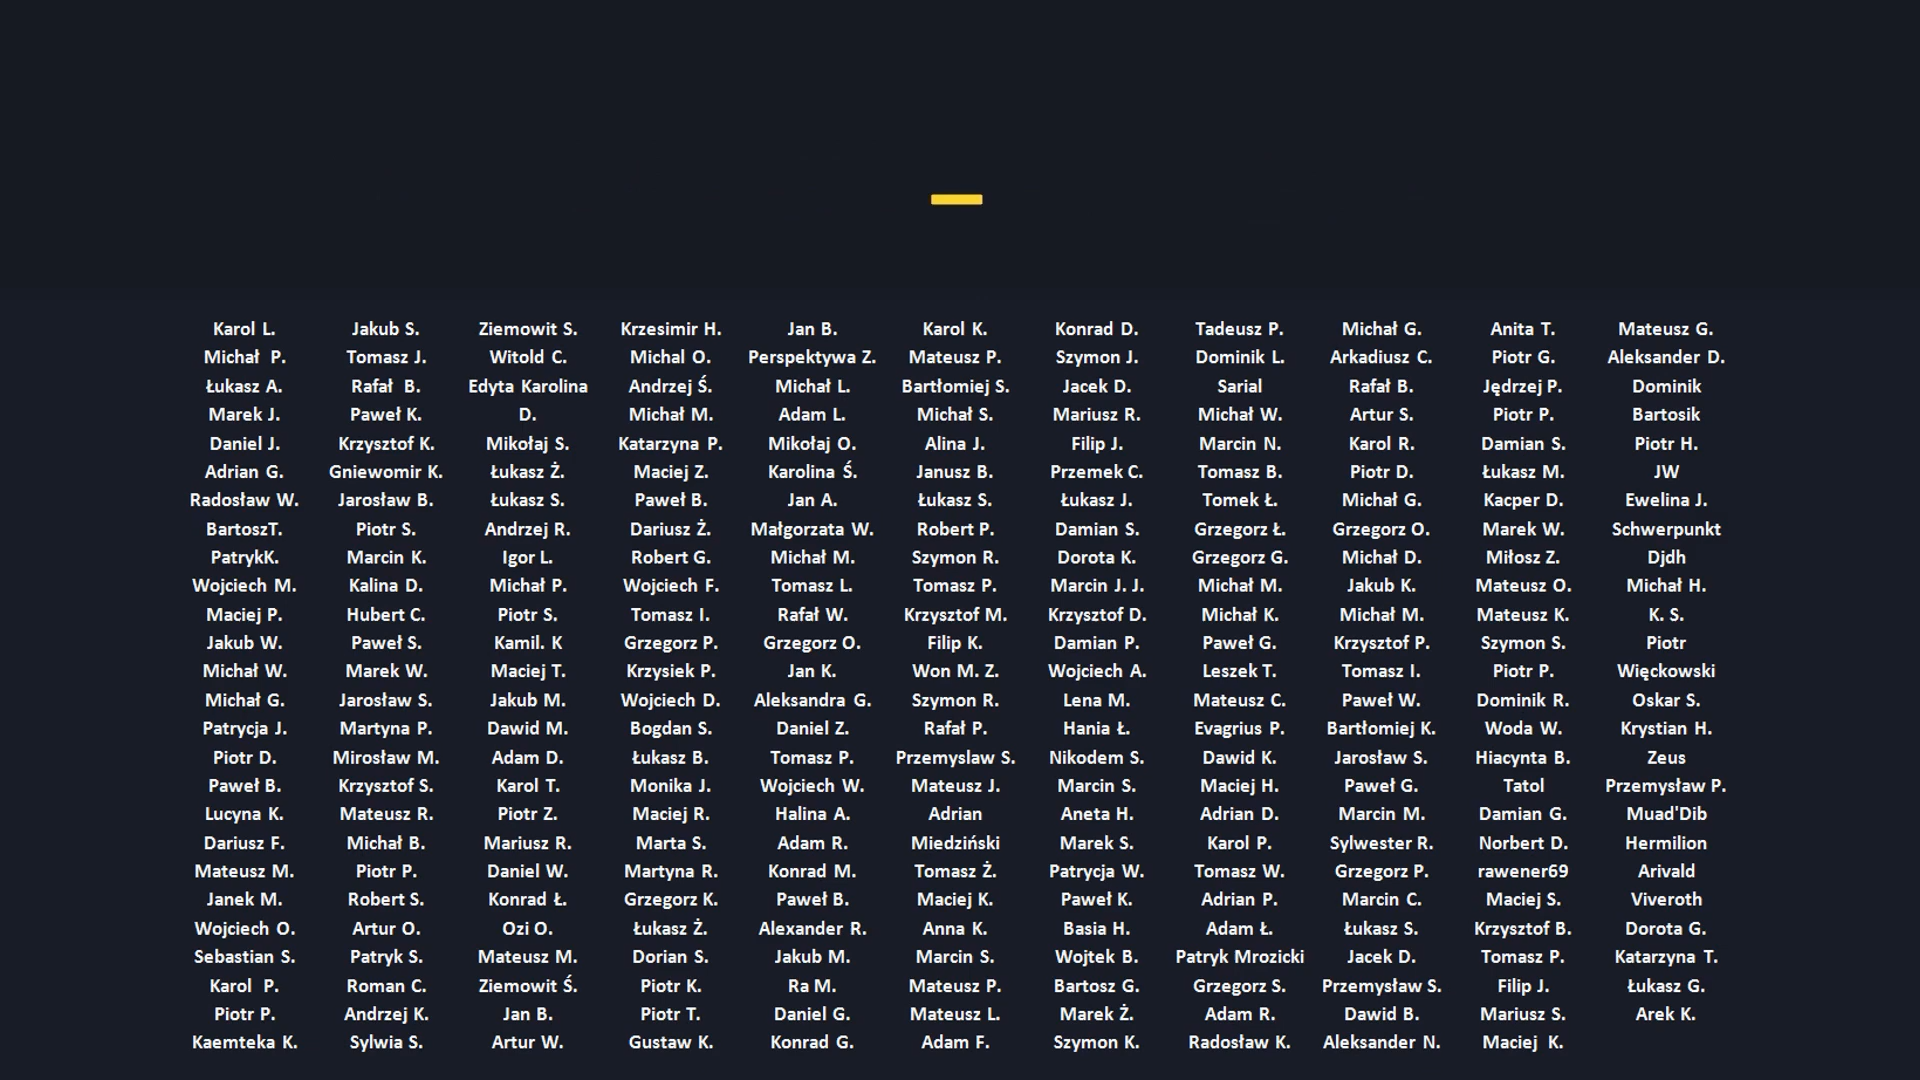 Karol L.
Michał P.
Łukasz A.
Marek J.
Daniel J.
Adrian G.
Radosław W.
BartoszT.
PatrykK.
Wojciech M.
Maciej P.
Jakub W.
Michał W.
Michał G.
Patrycja J.
Piotr D.
Paweł B.
Lucyna K.
Dariusz F.
Mateusz M.
Janek M.
Wojciech O.
Sebastian S.
Karol P.
Piotr P.
Kaemteka K.
Jakub S.
Tomasz J.
Rafał B.
Paweł K.
Krzysztof K.
Gniewomir K.
Jarosław B.
Piotr S.
Marcin K.
Kalina D.
Hubert C.
Paweł S.
Marek W.
Jarosław S.
Martyna P.
Mirosław M.
Krzysztof S.
Mateusz R.
Michał B.
Piotr P.
Robert S.
Artur O.
Patryk S.
Roman C.
Andrzej K.
Sylwia S.
Ziemowit S.
Witold C.
Edyta Karolina
D.
Mikołaj S.
Łukasz Ż.
Łukasz S.
Andrzej R.
Igor L.
Michał P.
Piotr S.
Kamil. K
Maciej T.
Jakub M.
Dawid M.
Adam D.
Karol T.
Piotr Z.
Mariusz R.
Daniel W.
Konrad Ł.
Ozi O.
Mateusz M.
Ziemowit Ś.
Jan B.
Artur W.
Krzesimir H.
Michal O.
Andrzej Ś.
Michał M.
Katarzyna P.
Maciej Z.
Paweł B.
Dariusz Ż.
Robert G.
Wojciech F.
Tomasz I.
Grzegorz P.
Krzysiek P.
Wojciech D.
Bogdan S.
Łukasz B.
Monika J.
Maciej R.
Marta S.
Martyna R.
Grzegorz K.
Łukasz Ż.
Dorian S.
Piotr K.
Piotr T.
Gustaw K.
Jan B.
Perspektywa Z.
Michał L.
Adam L.
Mikołaj O.
Karolina Ś.
Jan A.
Małgorzata W.
Michał M.
Tomasz L.
Rafał W.
Grzegorz O.
Jan K.
Aleksandra G.
Daniel Z.
Tomasz P.
Wojciech W.
Halina A.
Adam R.
Konrad M.
Paweł B.
Alexander R.
Jakub M.
Ra M.
Daniel G.
Konrad G.
Karol K.
Mateusz P.
Bartłomiej S.
Michał S.
Alina J.
Janusz B.
Łukasz S.
Robert P.
Szymon R.
Tomasz P.
Krzysztof M.
Filip K.
Won M. Z.
Szymon R.
Rafał P.
Przemyslaw S.
Mateusz J.
Adrian
Miedziński
Tomasz Ż.
Maciej K.
Anna K.
Marcin S.
Mateusz P.
Mateusz L.
Adam F.
Konrad D.
Szymon J.
Jacek D.
Mariusz R.
Filip J.
Przemek C.
Łukasz J.
Damian S.
Dorota K.
Marcin J. J.
Krzysztof D.
Damian P.
Wojciech A.
Lena M.
Hania Ł.
Nikodem S.
Marcin S.
Aneta H.
Marek S.
Patrycja W.
Paweł K.
Basia H.
Wojtek B.
Bartosz G.
Marek Ż.
Szymon K.
Tadeusz P.
Dominik L.
Sarial
Michał W.
Marcin N.
Tomasz B.
Tomek Ł.
Grzegorz Ł.
Grzegorz G.
Michał M.
Michał K.
Paweł G.
Leszek T.
Mateusz C.
Evagrius P.
Dawid K.
Maciej H.
Adrian D.
Karol P.
Tomasz W.
Adrian P.
Adam Ł.
Patryk Mrozicki
Grzegorz S.
Adam R.
Radosław K.
Michał G.
Arkadiusz C.
Rafał B.
Artur S.
Karol R.
Piotr D.
Michał G.
Grzegorz O.
Michał D.
Jakub K.
Michał M.
Krzysztof P.
Tomasz I.
Paweł W.
Bartłomiej K.
Jarosław S.
Paweł G.
Marcin M.
Sylwester R.
Grzegorz P.
Marcin C.
Łukasz S.
Jacek D.
Przemysław S.
Dawid B.
Aleksander N.
Anita T.
Piotr G.
Jędrzej P.
Piotr P.
Damian S.
Łukasz M.
Kacper D.
Marek W.
Miłosz Z.
Mateusz O.
Mateusz K.
Szymon S.
Piotr P.
Dominik R.
Woda W.
Hiacynta B.
Tatol
Damian G.
Norbert D.
rawener69
Maciej S.
Krzysztof B.
Tomasz P.
Filip J.
Mariusz S.
Maciej K.
Mateusz G.
Aleksander D.
Dominik
Bartosik
Piotr H.
JW
Ewelina J.
Schwerpunkt
Djdh
Michał H.
K. S.
Piotr
Więckowski
Oskar S.
Krystian H.
Zeus
Przemysław P.
Muad'Dib
Hermilion
Arivald
Viveroth
Dorota G.
Katarzyna T.
Łukasz G.
Arek K.